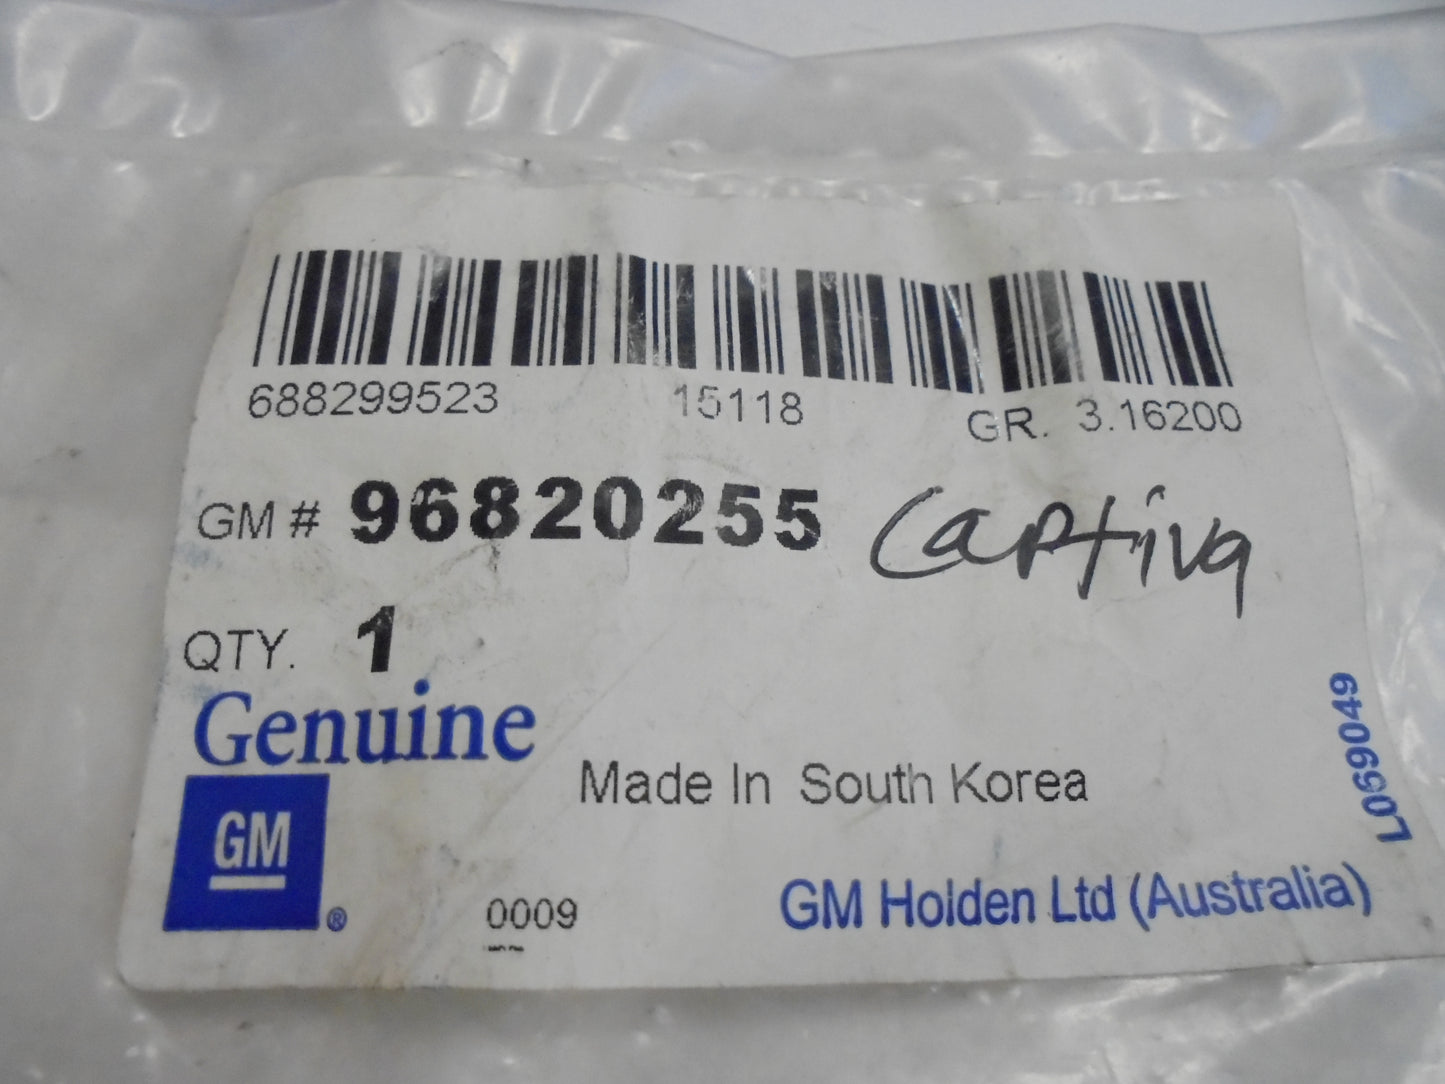 688299523 15118 GR. 3.16200
GM # 96820255 Captiva
QTY. 1
Genuine
Made In South Korea
GM ®
0009
GM Holden Ltd (Australia)
L069049